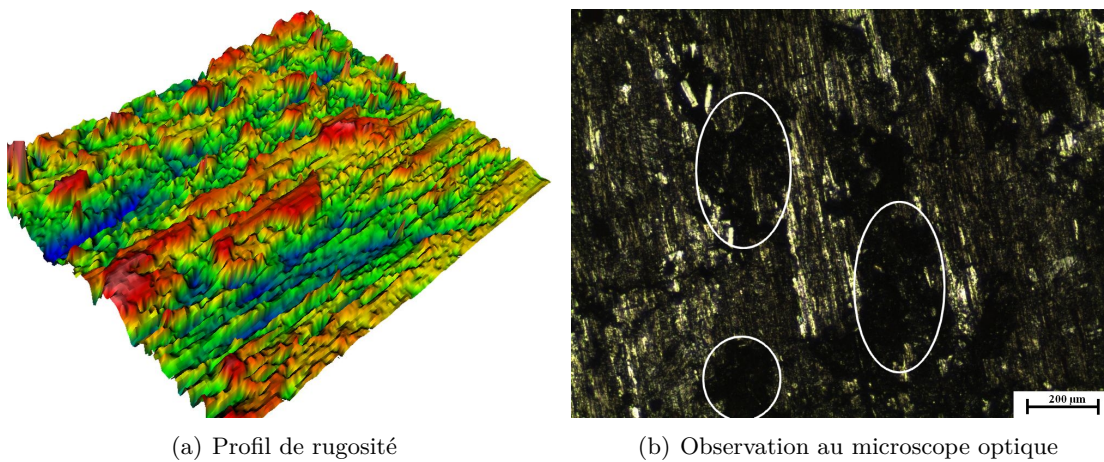 200 µm
(a) Profil de rugosité
(b) Observation au microscope optique